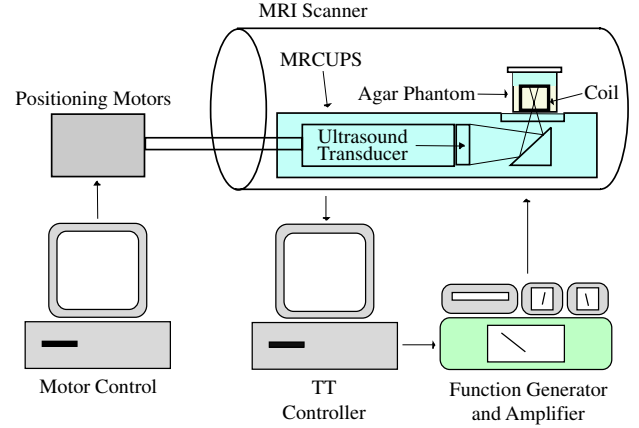 MRI Scanner
MRCUPS
Positioning Motors
Agar Phantom
Coil
Ultrasound
Transducer
Motor Control
TT
Controller
Function Generator
and Amplifier